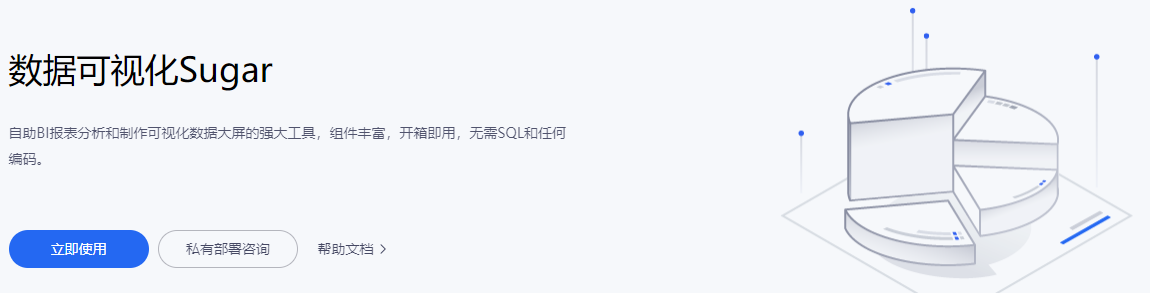 数据可视化Sugar
自助BI报表分析和制作可视化数据大屏的强大工具，组件丰富，开箱即用，无需SQL和任何
编码。
立即使用 私有部署咨询 帮助文档 >